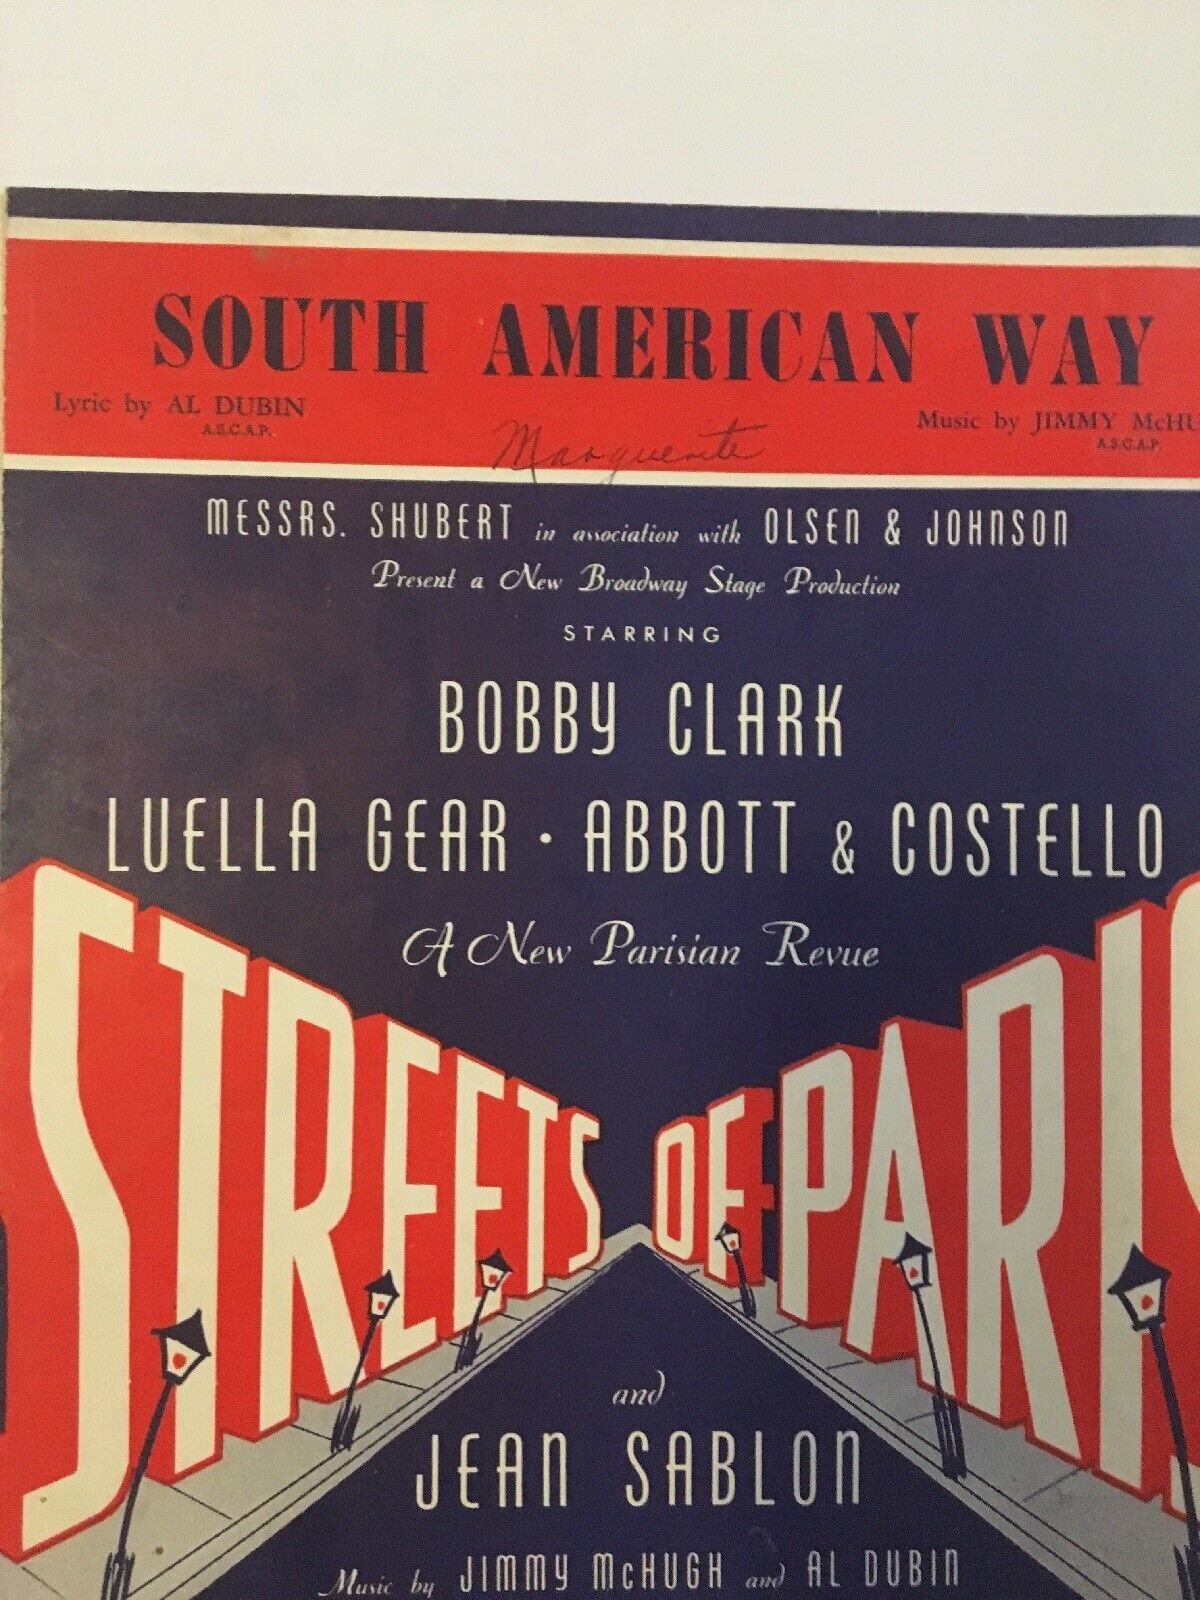 SOUTH AMERICAN WAY
Lyric by AL DUBIN
A.S.C.A.P.
Music by JIMMY McHU
A.S.C.A.P.
Marguerite
MESSRS. SHUBERT in association with OLSEN & JOHNSON
Present a New Broadway Stage Production
STARRING
BOBBY CLARK
LUELLA GEAR · ABBOTT & COSTELLO
A New Parisian Revue
STREETS OF PARIS
and
JEAN SABLON
Music by JIMMY McHUGH and AL DUBIN